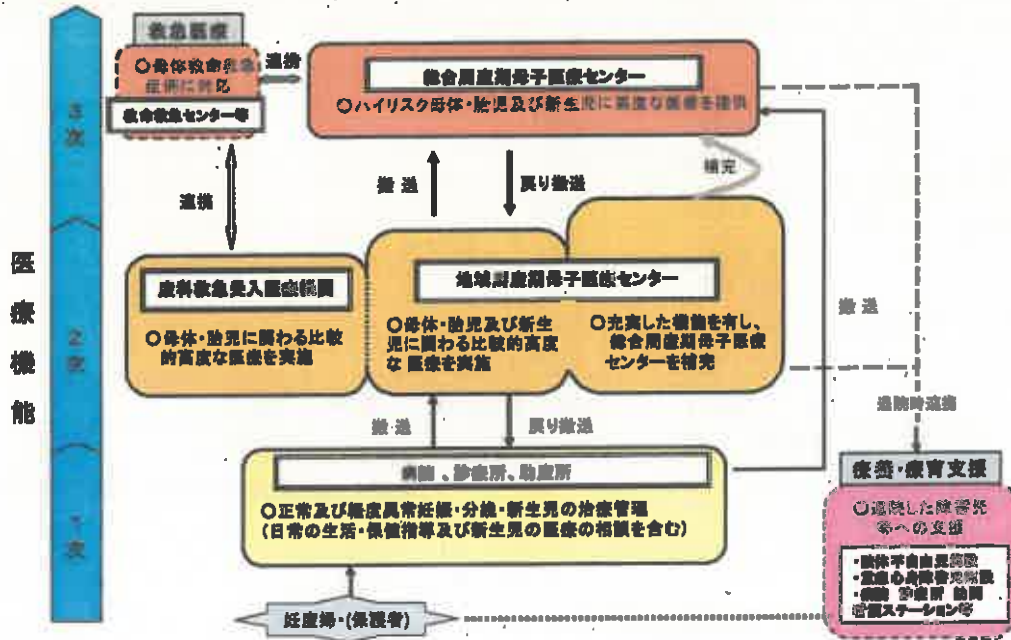 救急医療
〇母体救命救急
症例に対応
救命救急センター等
連携
総合周産期母子医療センター
〇ハイリスク母体・胎児及び新生児に高度な医療を提供
3次
搬送
戻り搬送
補完
連携
医療機能
2次
産科救急受入医療機関
〇母体・胎児に関わる比較
的高度な医療を実施
地域周産期母子医療センター
〇母体・胎児及び新生
児に関わる比較的高度
な医療を実施
〇充実した機能を有し、
総合周産期母子医療
センターを補完
搬送
退院時連携
搬送
戻り搬送
1次
病院、診療所、助産所
〇正常及び軽度異常妊娠・分娩・新生児の治療管理
(日常の生活・保健指導及び新生児の医療の相談を含む)
療養・療育支援
〇退院した障害児
等への支援
・肢体不自由児施設
・重症心身障害児施設
・病院 診療所 訪問
看護ステーション等
妊産婦・(保護者)